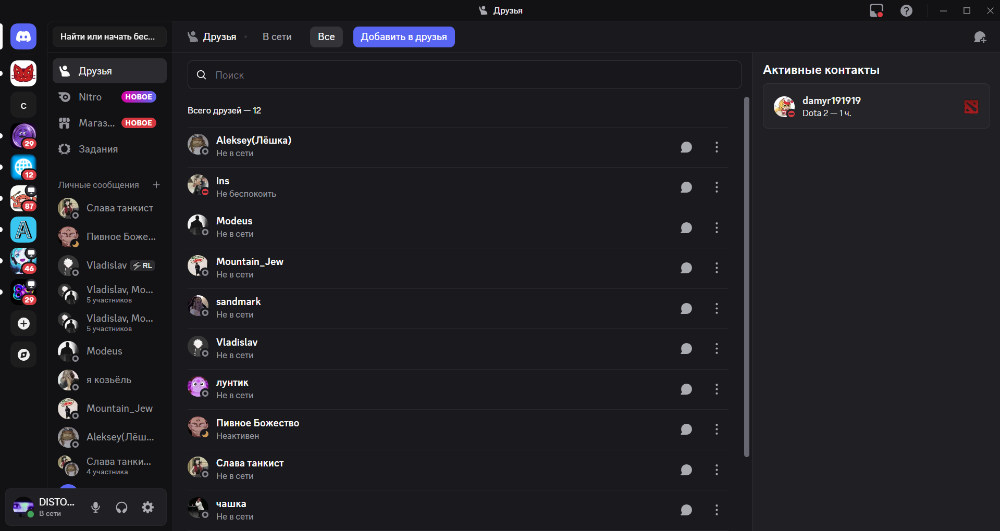 Друзья
Найти или начать бес...
Друзья
Nitro
НОВОЕ
Магаз...
НОВОЕ
Задания
Личные сообщения
Слава танкист
Пивное Боже...
Vladislav
RL
Vladislav, Mo...
5 участников
Vladislav, Mo...
5 участников
Modeus
я козьёль
Mountain_Jew
Aleksey(Лёш...
Слава танки...
4 участника
DISTO...
В сети
С
29
12
87
A
46
29
Друзья
В сети
Все
Добавить в друзья
Поиск
Всего друзей — 12
Aleksey(Лёшка)
Не в сети
Ins
Не беспокоить
Modeus
Не в сети
Mountain_Jew
Не в сети
sandmark
Не в сети
Vladislav
Не в сети
лунтик
Не в сети
Пивное Божество
Неактивен
Слава танкист
Не в сети
чашка
Не в сети
Активные контакты
damyr191919
Dota 2 — 1 ч.